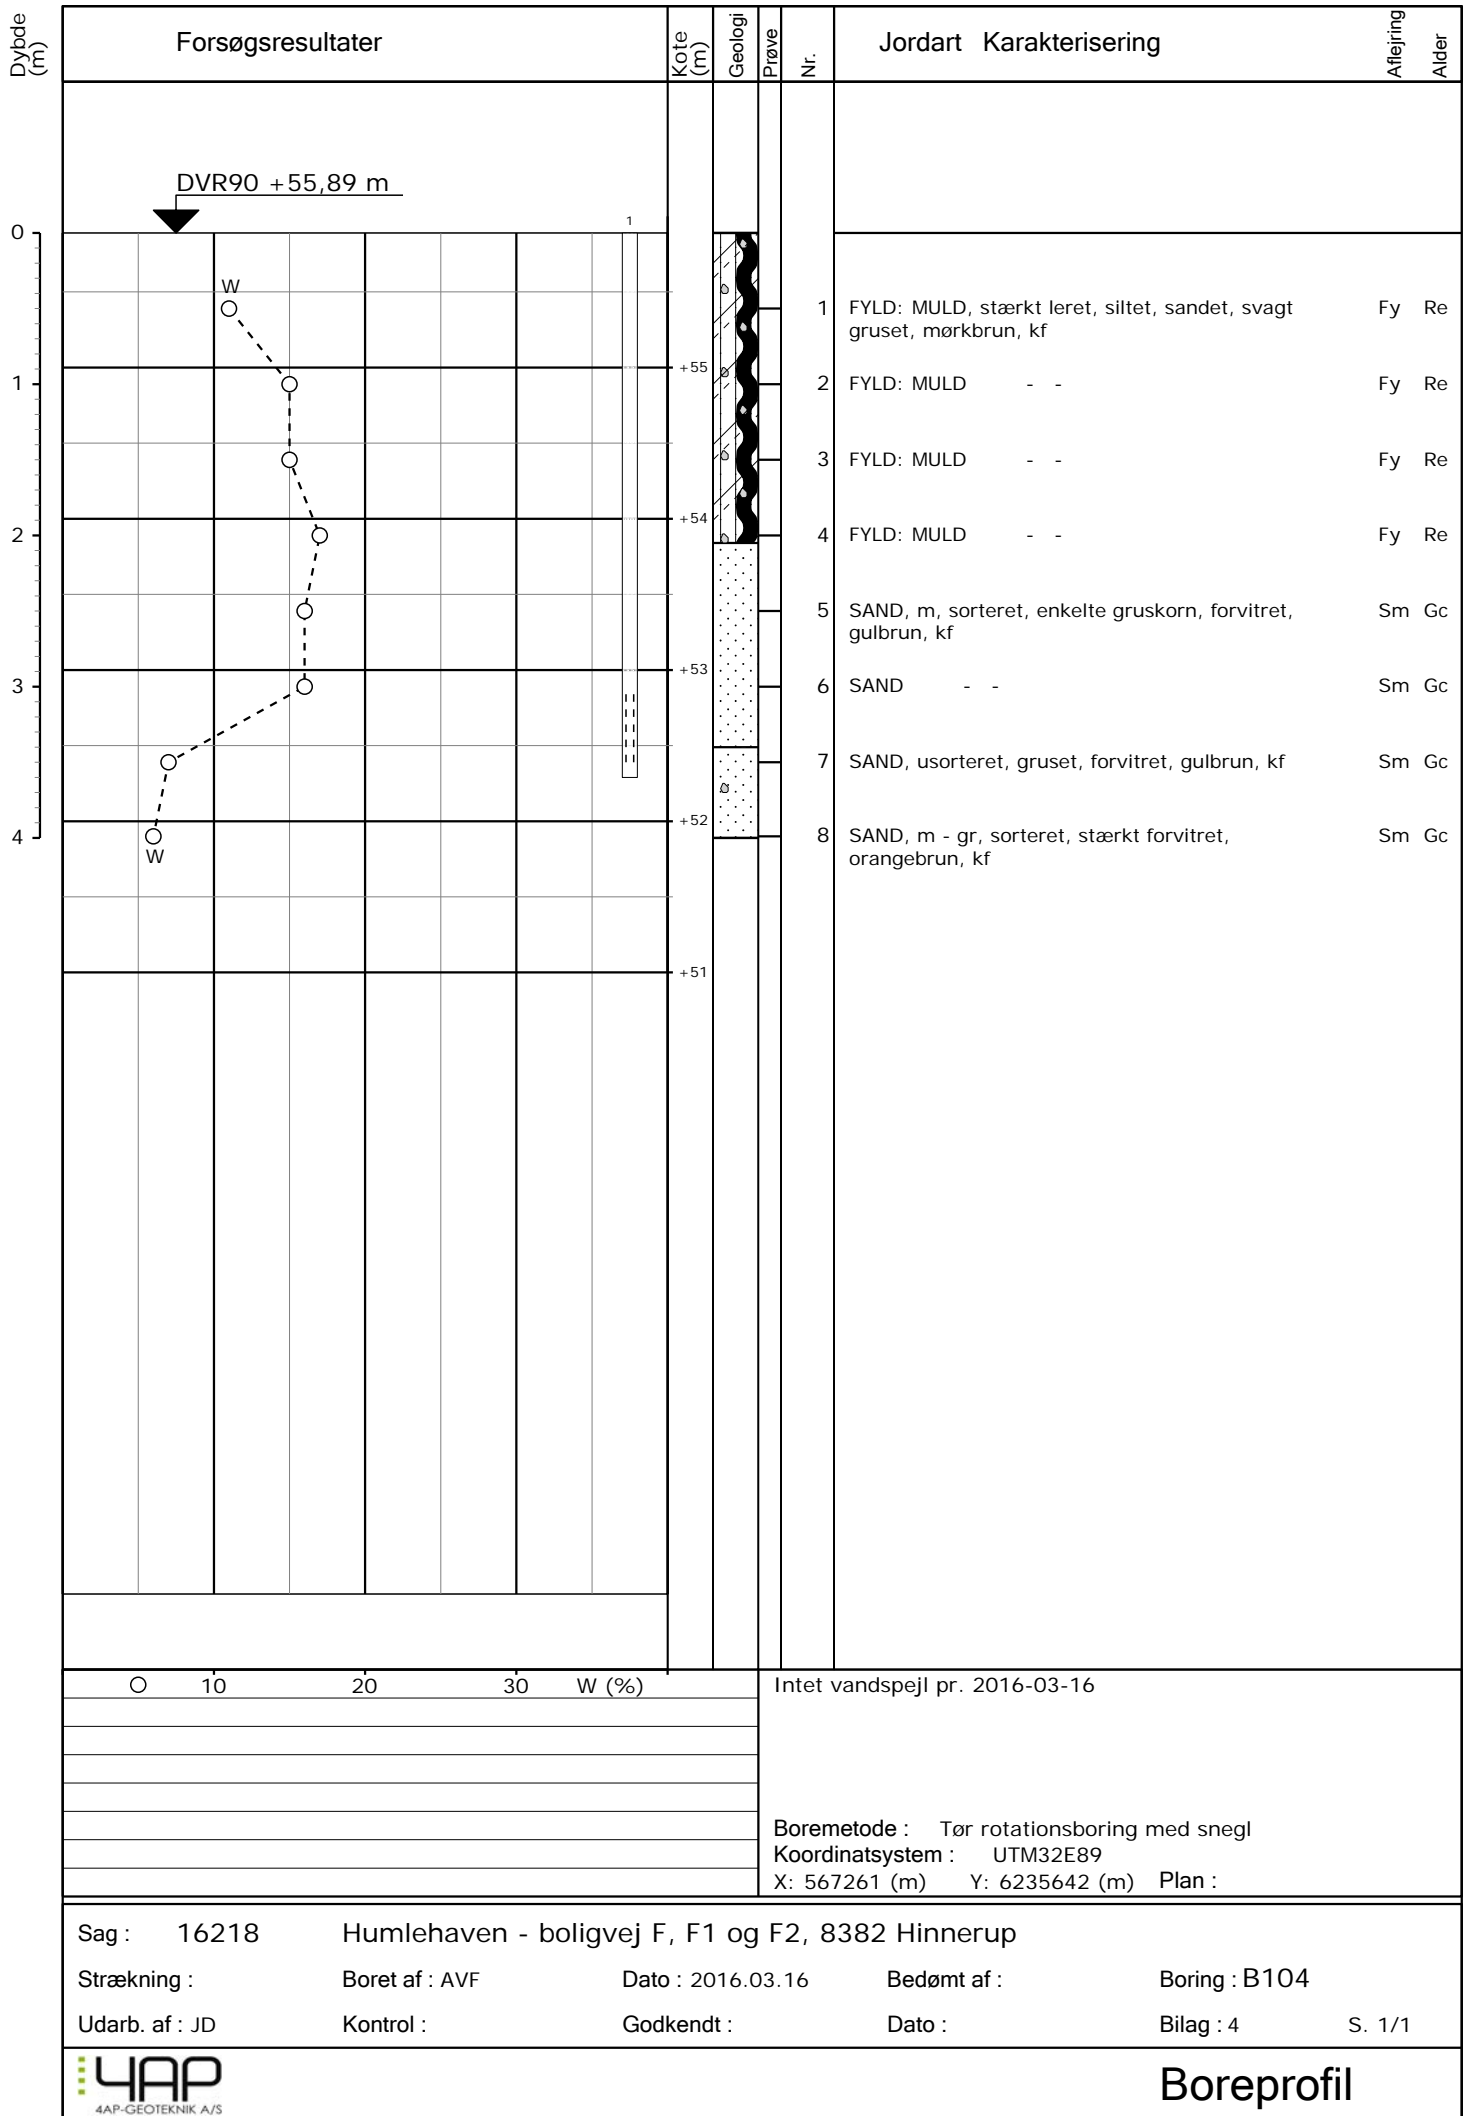 Dybde (m)
Forsøgsresultater
Kote (m)
Geologi
Prøve
Nr.
Jordart Karakterisering
Aflejring
Alder
DVR90 +55,89 m
0
1
W
1 FYLD: MULD, stærkt leret, siltet, sandet, svagt Fy Re
gruset, mørkbrun, kf
+55
1
2 FYLD: MULD - - Fy Re
3 FYLD: MULD - - Fy Re
+54
2
4 FYLD: MULD - - Fy Re
5 SAND, m, sorteret, enkelte gruskorn, forvitret, Sm Gc
gulbrun, kf
+53
3
6 SAND - - Sm Gc
7 SAND, usorteret, gruset, forvitret, gulbrun, kf Sm Gc
+52
4
8 SAND, m - gr, sorteret, stærkt forvitret, Sm Gc
orangebrun, kf
W
+51
10 20 30 W (%)
Intet vandspejl pr. 2016-03-16
Boremetode : Tør rotationsboring med snegl
Koordinatsystem : UTM32E89
X: 567261 (m) Y: 6235642 (m) Plan :
Sag : 16218 Humlehaven - boligvej F, F1 og F2, 8382 Hinnerup
Strækning : Boret af : AVF Dato : 2016.03.16 Bedømt af : Boring : B104
Udarb. af : JD Kontrol : Godkendt : Dato : Bilag : 4 S. 1/1
4AP
4AP-GEOTEKNIK A/S
Boreprofil